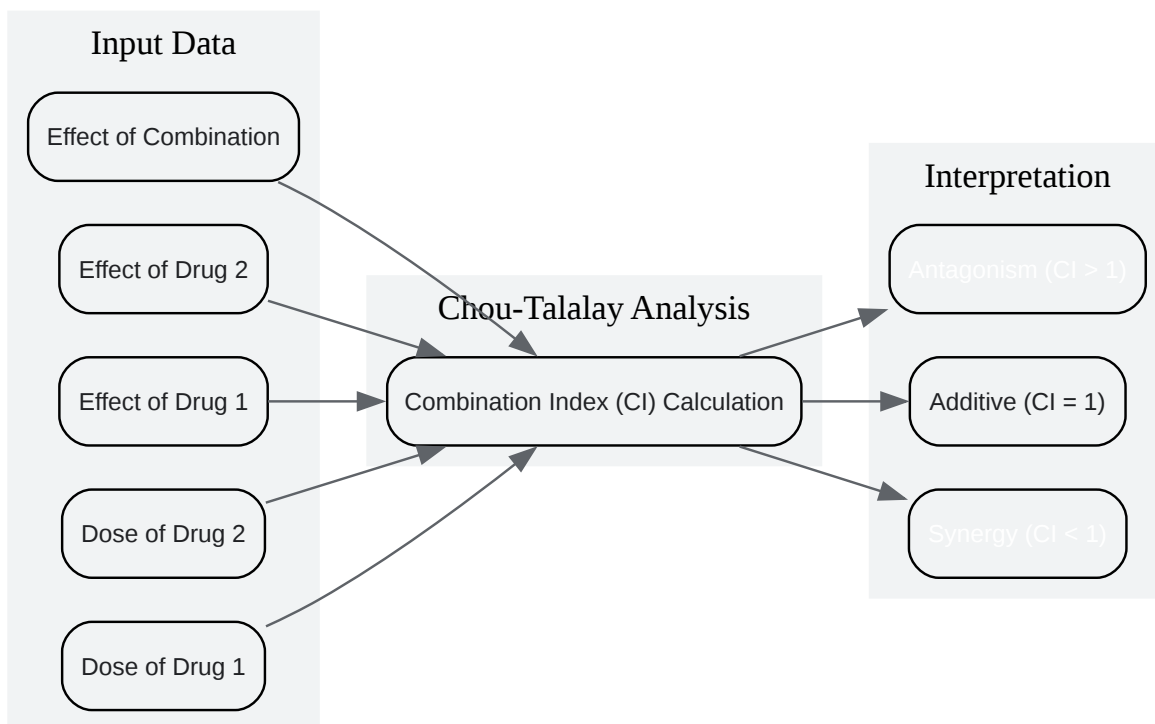 Input Data
Effect of Combination
Effect of Drug 2
Effect of Drug 1
Dose of Drug 2
Dose of Drug 1
Chou-Talalay Analysis
Combination Index (CI) Calculation
Interpretation
Antagonism (CI > 1)
Additive (CI = 1)
Synergy (CI < 1)